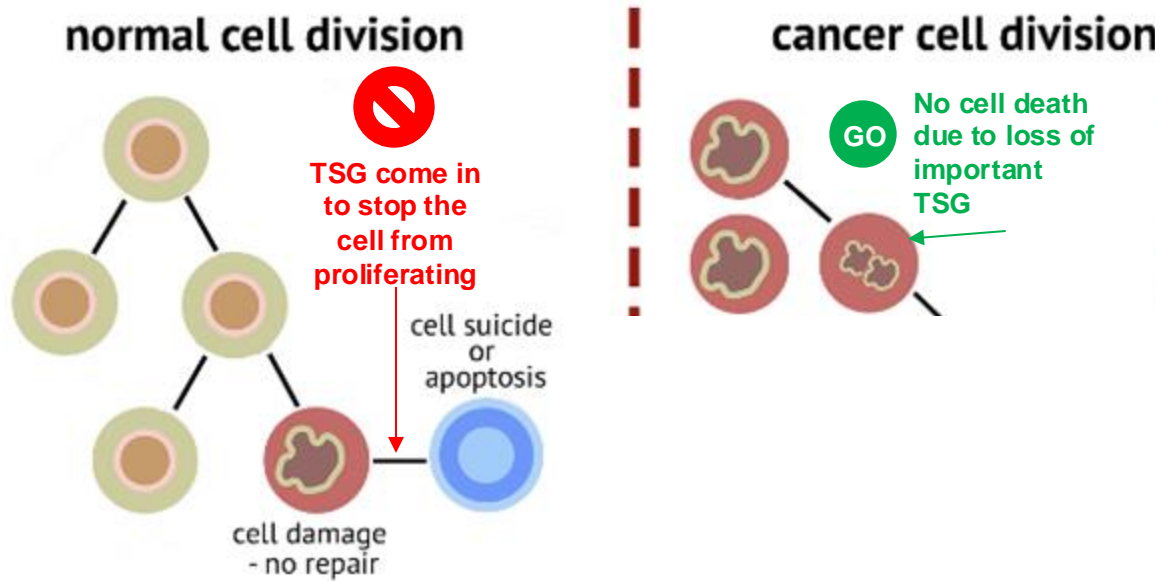 normal cell division
TSG come in
to stop the
cell from
proliferating
cell suicide
or
apoptosis
cell damage
- no repair
cancer cell division
GO
No cell death
due to loss of
important
TSG